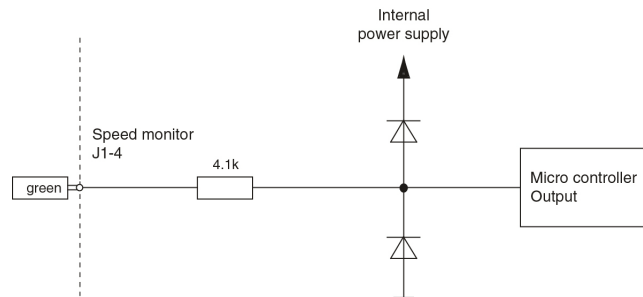 Internal
power supply
Speed monitor
J1-4
4.1k
green
Micro controller
Output